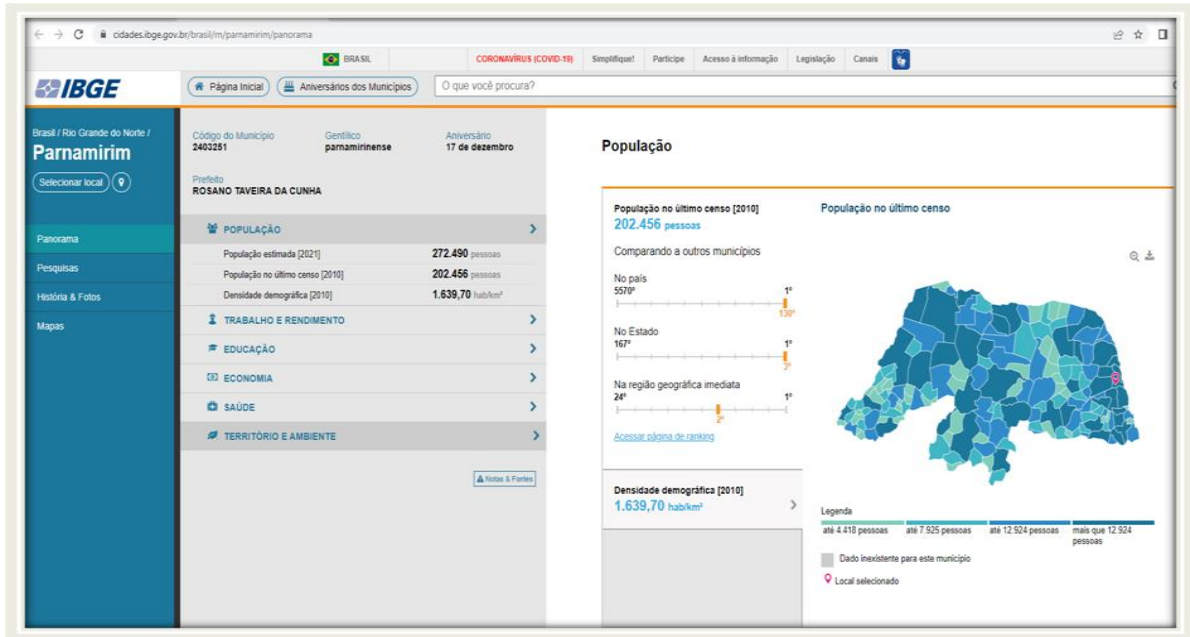 cidades.ibge.gov.br/brasil/rn/parnamirim/panorama
BRASIL
CORONAVÍRUS (COVID-19)
Simplifique!
Participe
Acesso à informação
Legislação
Canais
IBGE
Página Inicial
Aniversários dos Municípios
O que você procura?
Brasil / Rio Grande do Norte /
Parnamirim
Selecionar local
Panorama
Pesquisas
História & Fotos
Mapas
Código do Município
2403251
Gentílico
parnamirinense
Aniversário
17 de dezembro
Prefeito
ROSANO TAVEIRA DA CUNHA
POPULAÇÃO
População estimada [2021] 272.490 pessoas
População no último censo [2010] 202.456 pessoas
Densidade demográfica [2010] 1.639,70 hab/km²
TRABALHO E RENDIMENTO
EDUCAÇÃO
ECONOMIA
SAÚDE
TERRITÓRIO E AMBIENTE
Notas & Fontes
População
População no último censo [2010]
202.456 pessoas
Comparando a outros municípios
No país
5570º 1º
130º
No Estado
167º 1º
3º
Na região geográfica imediata
24º 1º
2º
Acessar página de ranking
Densidade demográfica [2010]
1.639,70 hab/km²
População no último censo
Legenda
até 4.418 pessoas
até 7.925 pessoas
até 12.924 pessoas
mais que 12.924
pessoas
Dado inexistente para este município
Local selecionado